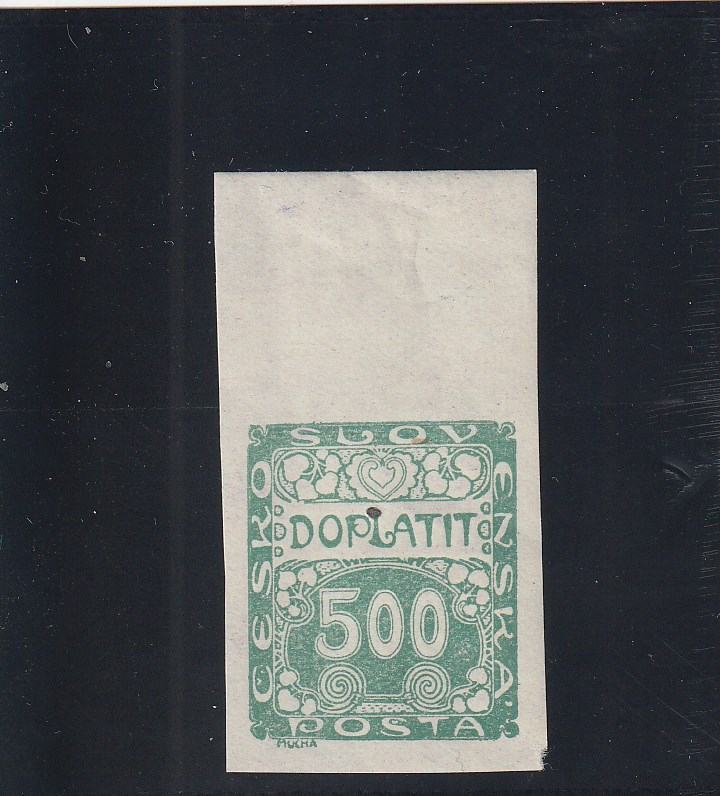 ČESKO
SLOV
ENSKÁ
DOPLATIT
500
POŠTA
MUCHA